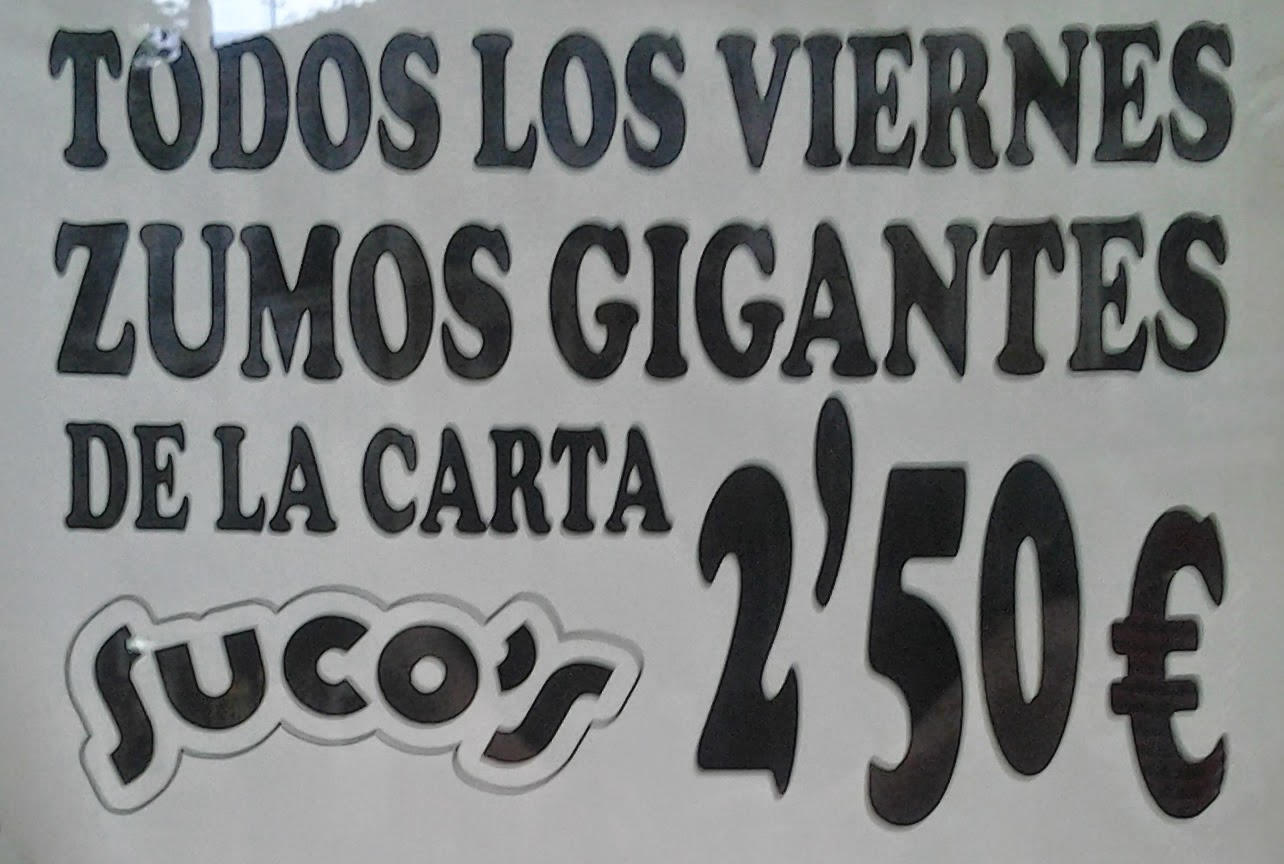 TODOS LOS VIERNES
ZUMOS GIGANTES
DE LA CARTA
2'50 €
SUCO'S